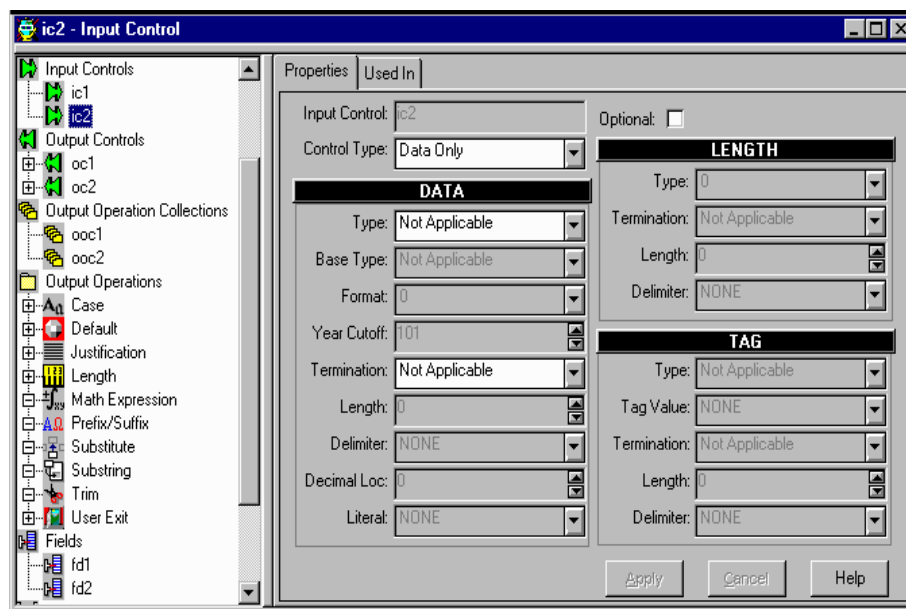 ic2 - Input Control
Input Controls
ic1
ic2
Output Controls
oc1
oc2
Output Operation Collections
ooc1
ooc2
Output Operations
Case
Default
Justification
Length
Math Expression
Prefix/Suffix
Substitute
Substring
Trim
User Exit
Fields
fd1
fd2
Properties
Used In
Input Control: ic2
Control Type: Data Only
DATA
Type: Not Applicable
Base Type: Not Applicable
Format: 0
Year Cutoff: 101
Termination: Not Applicable
Length: 0
Delimiter: NONE
Decimal Loc: 0
Literal: NONE
Optional:
LENGTH
Type: 0
Termination: Not Applicable
Length: 0
Delimiter: NONE
TAG
Type: Not Applicable
Tag Value: NONE
Termination: Not Applicable
Length: 0
Delimiter: NONE
Apply
Cancel
Help